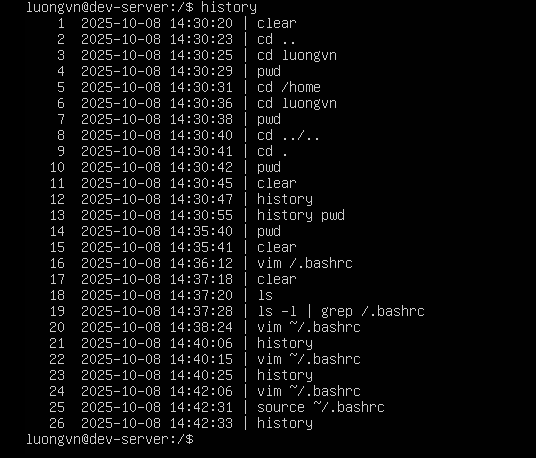 luongvn@dev-server:/$ history
1 2025-10-08 14:30:20 | clear
2 2025-10-08 14:30:23 | cd ..
3 2025-10-08 14:30:25 | cd luongvn
4 2025-10-08 14:30:29 | pwd
5 2025-10-08 14:30:31 | cd /home
6 2025-10-08 14:30:36 | cd luongvn
7 2025-10-08 14:30:38 | pwd
8 2025-10-08 14:30:40 | cd ../..
9 2025-10-08 14:30:41 | cd .
10 2025-10-08 14:30:42 | pwd
11 2025-10-08 14:30:45 | clear
12 2025-10-08 14:30:47 | history
13 2025-10-08 14:30:55 | history pwd
14 2025-10-08 14:35:40 | pwd
15 2025-10-08 14:35:41 | clear
16 2025-10-08 14:36:12 | vim /.bashrc
17 2025-10-08 14:37:18 | clear
18 2025-10-08 14:37:20 | ls
19 2025-10-08 14:37:28 | ls -l | grep /.bashrc
20 2025-10-08 14:38:24 | vim ~/.bashrc
21 2025-10-08 14:40:06 | history
22 2025-10-08 14:40:15 | vim ~/.bashrc
23 2025-10-08 14:40:25 | history
24 2025-10-08 14:42:06 | vim ~/.bashrc
25 2025-10-08 14:42:31 | source ~/.bashrc
26 2025-10-08 14:42:33 | history
luongvn@dev-server:/$